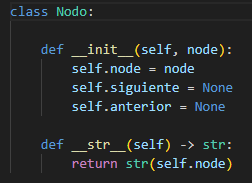 class Nodo:
def __init__(self, node):
self.node = node
self.siguiente = None
self.anterior = None
def __str__(self) -> str:
return str(self.node)